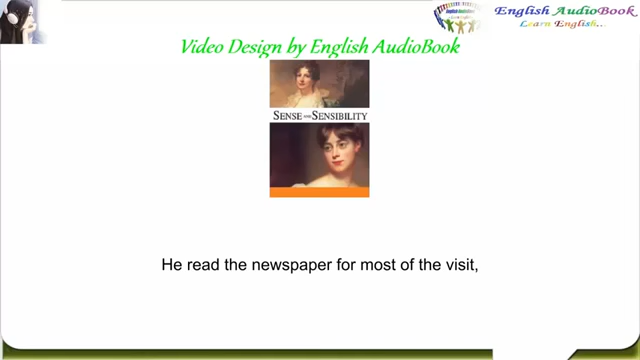 English AudioBook
Learn English...
Video Design by English AudioBook
SENSE AND SENSIBILITY
He read the newspaper for most of the visit,